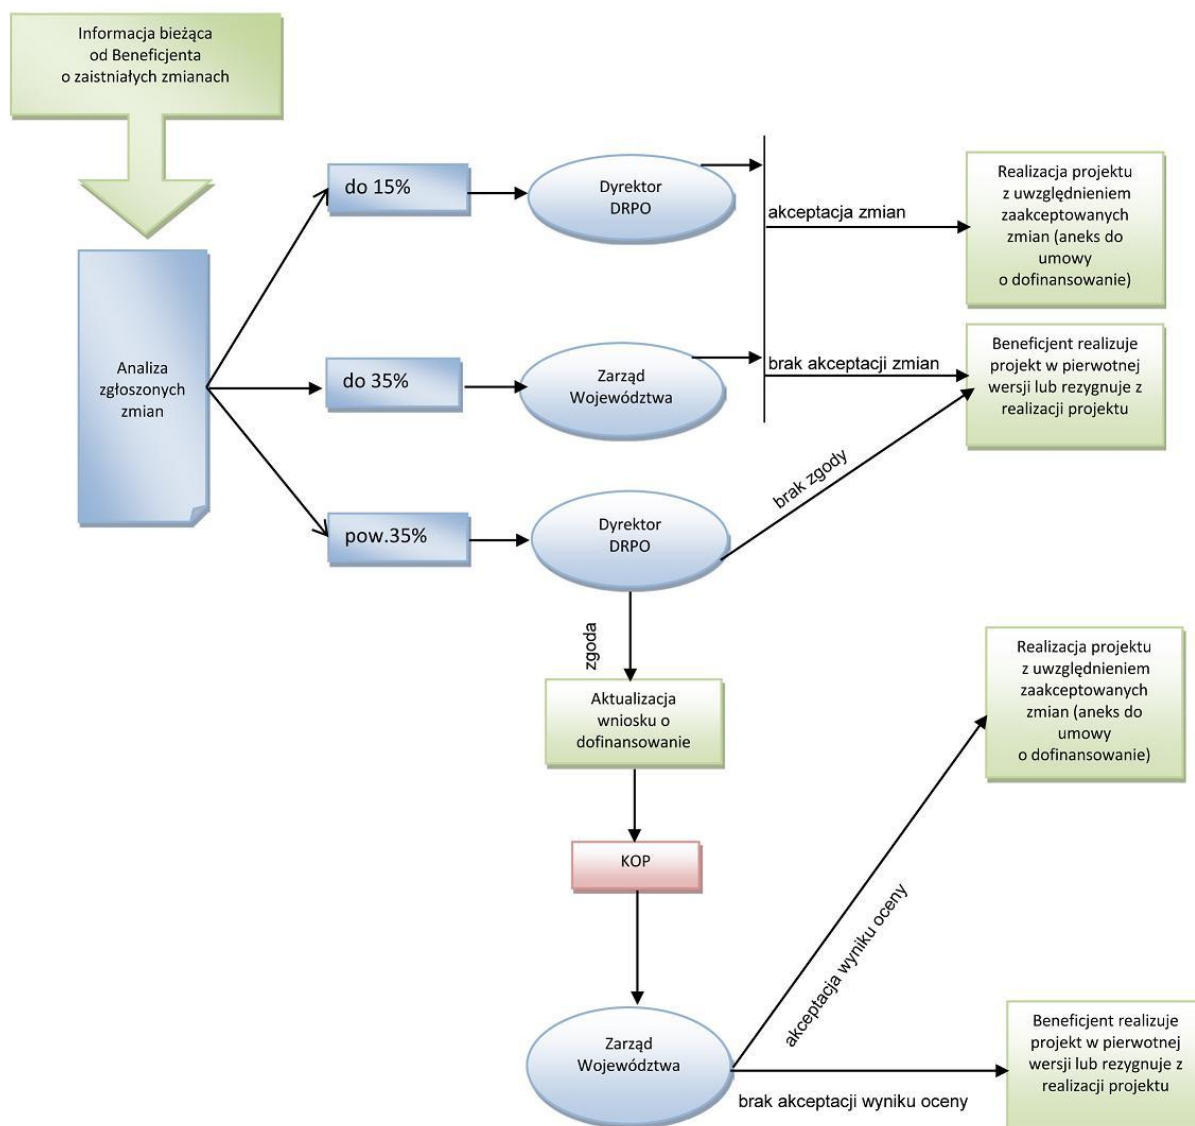 Informacja bieżąca
od Beneficjenta
o zaistniałych zmianach
do 15%
Dyrektor
DRPO
akceptacja zmian
Realizacja projektu
z uwzględnieniem
zaakceptowanych
zmian (aneks do
umowy
o dofinansowanie)
Analiza
zgłoszonych
zmian
do 35%
Zarząd
Województwa
brak akceptacji zmian
Beneficjent realizuje
projekt w pierwotnej
wersji lub rezygnuje z
realizacji projektu
pow.35%
Dyrektor
DRPO
brak zgody
zgoda
Aktualizacja
wniosku o
dofinansowanie
Realizacja projektu
z uwzględnieniem
zaakceptowanych
zmian (aneks do
umowy
o dofinansowanie)
KOP
akceptacja wyniku oceny
Zarząd
Województwa
brak akceptacji wyniku oceny
Beneficjent realizuje
projekt w pierwotnej
wersji lub rezygnuje z
realizacji projektu